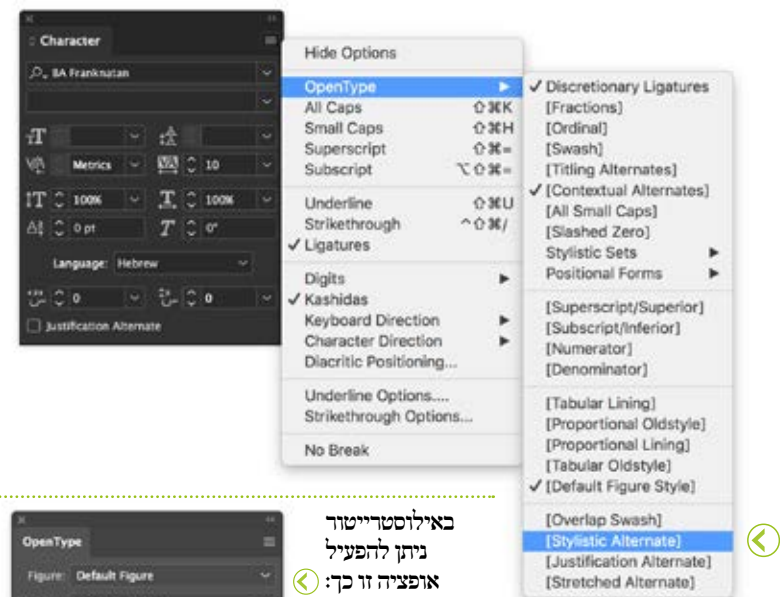 Character
BA Franknatan
Metrics
10
100%
100%
0 pt
0°
Language: Hebrew
0
0
Justification Alternate
Hide Options
OpenType
All Caps ⇧⌘K
Small Caps ⇧⌘H
Superscript ⇧⌘=
Subscript ⌥⇧⌘=
Underline ⇧⌘U
Strikethrough ^⇧⌘/
✓ Ligatures
Digits
✓ Kashidas
Keyboard Direction
Character Direction
Diacritic Positioning...
Underline Options....
Strikethrough Options...
No Break
✓ Discretionary Ligatures
[Fractions]
[Ordinal]
[Swash]
[Titling Alternates]
✓ [Contextual Alternates]
[All Small Caps]
[Slashed Zero]
Stylistic Sets
Positional Forms
[Superscript/Superior]
[Subscript/Inferior]
[Numerator]
[Denominator]
[Tabular Lining]
[Proportional Oldstyle]
[Proportional Lining]
[Tabular Oldstyle]
✓ [Default Figure Style]
[Overlap Swash]
[Stylistic Alternate]
[Justification Alternate]
[Stretched Alternate]
באילוסטרייטור
ניתן להפעיל
אופציה זו כך:
OpenType
Figure: Default Figure